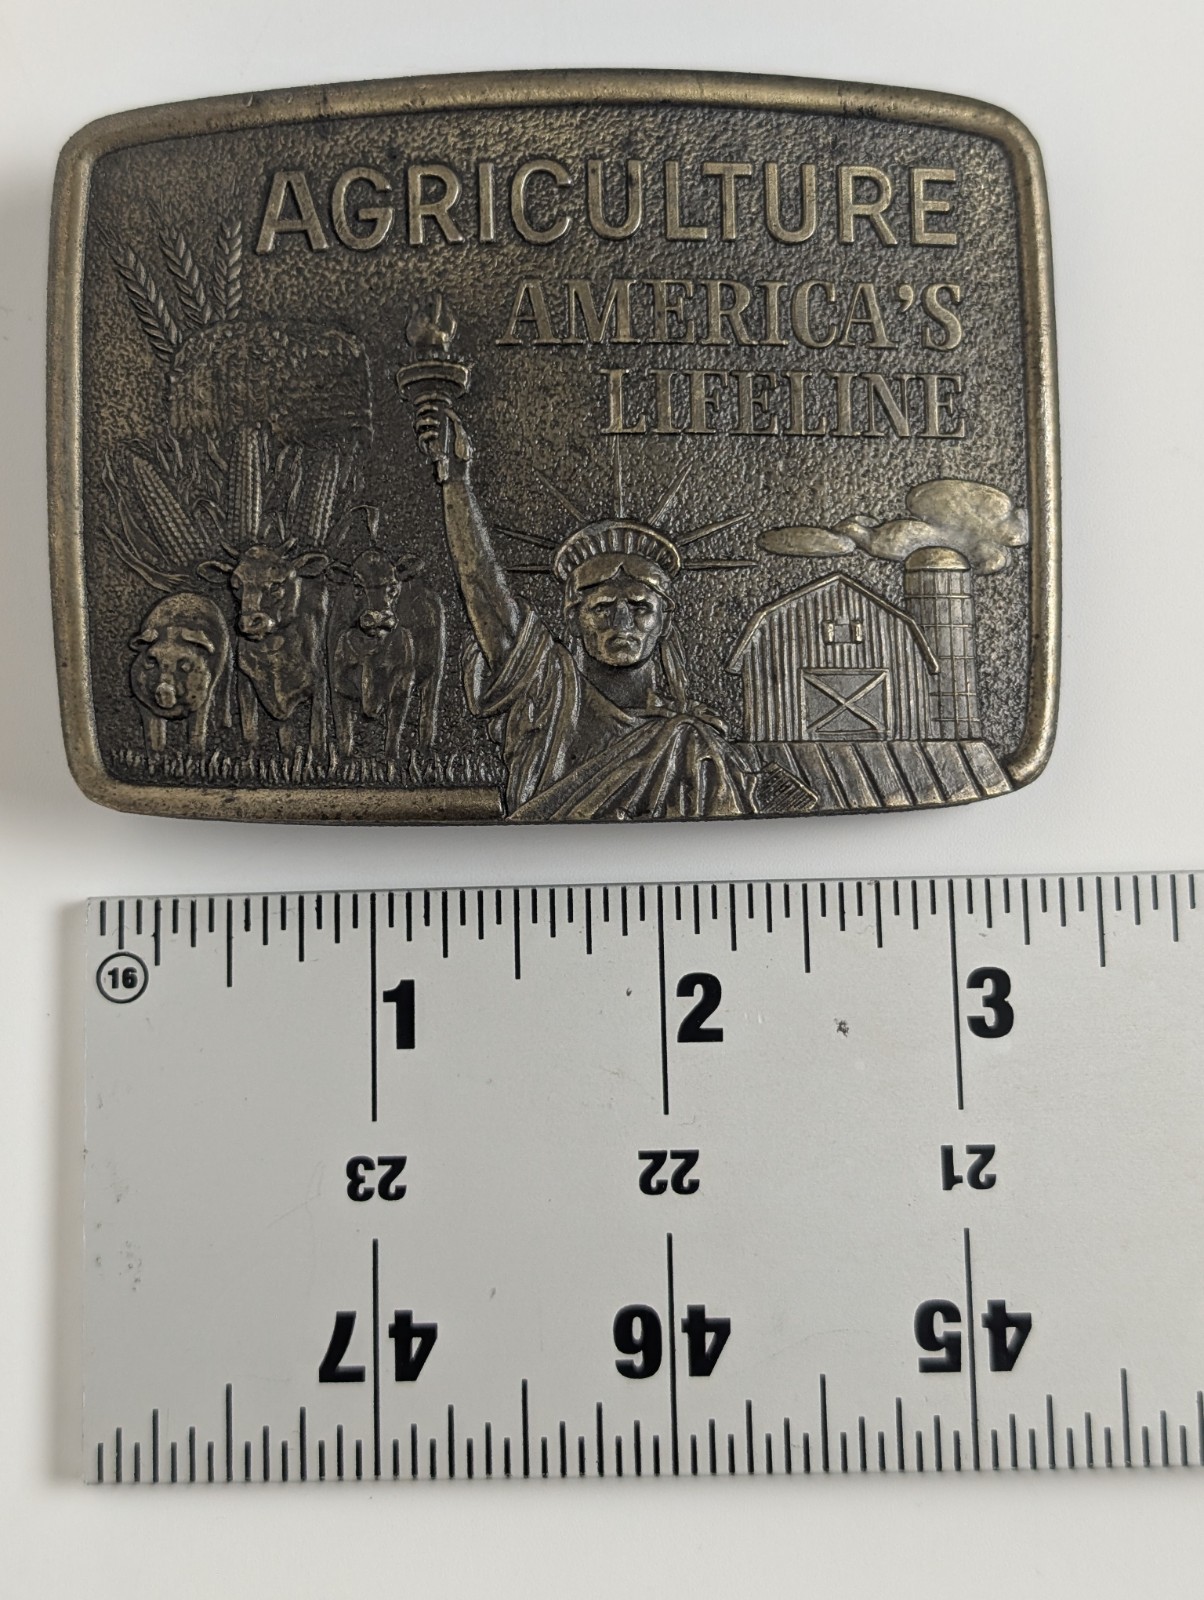 AGRICULTURE
AMERICA'S
LIFELINE
16
1 2 3
23 22 21
47 46 45